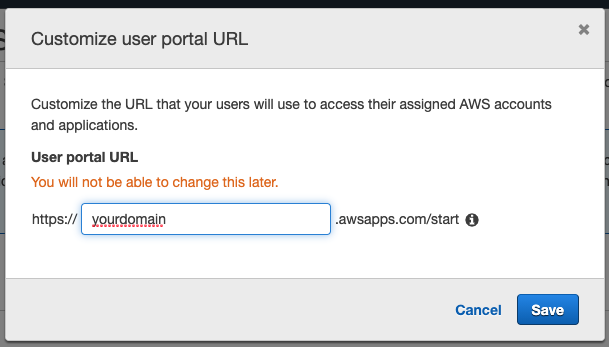 Customize user portal URL
Customize the URL that your users will use to access their assigned AWS accounts
and applications.
User portal URL
You will not be able to change this later.
https:// yourdomain .awsapps.com/start
Cancel Save